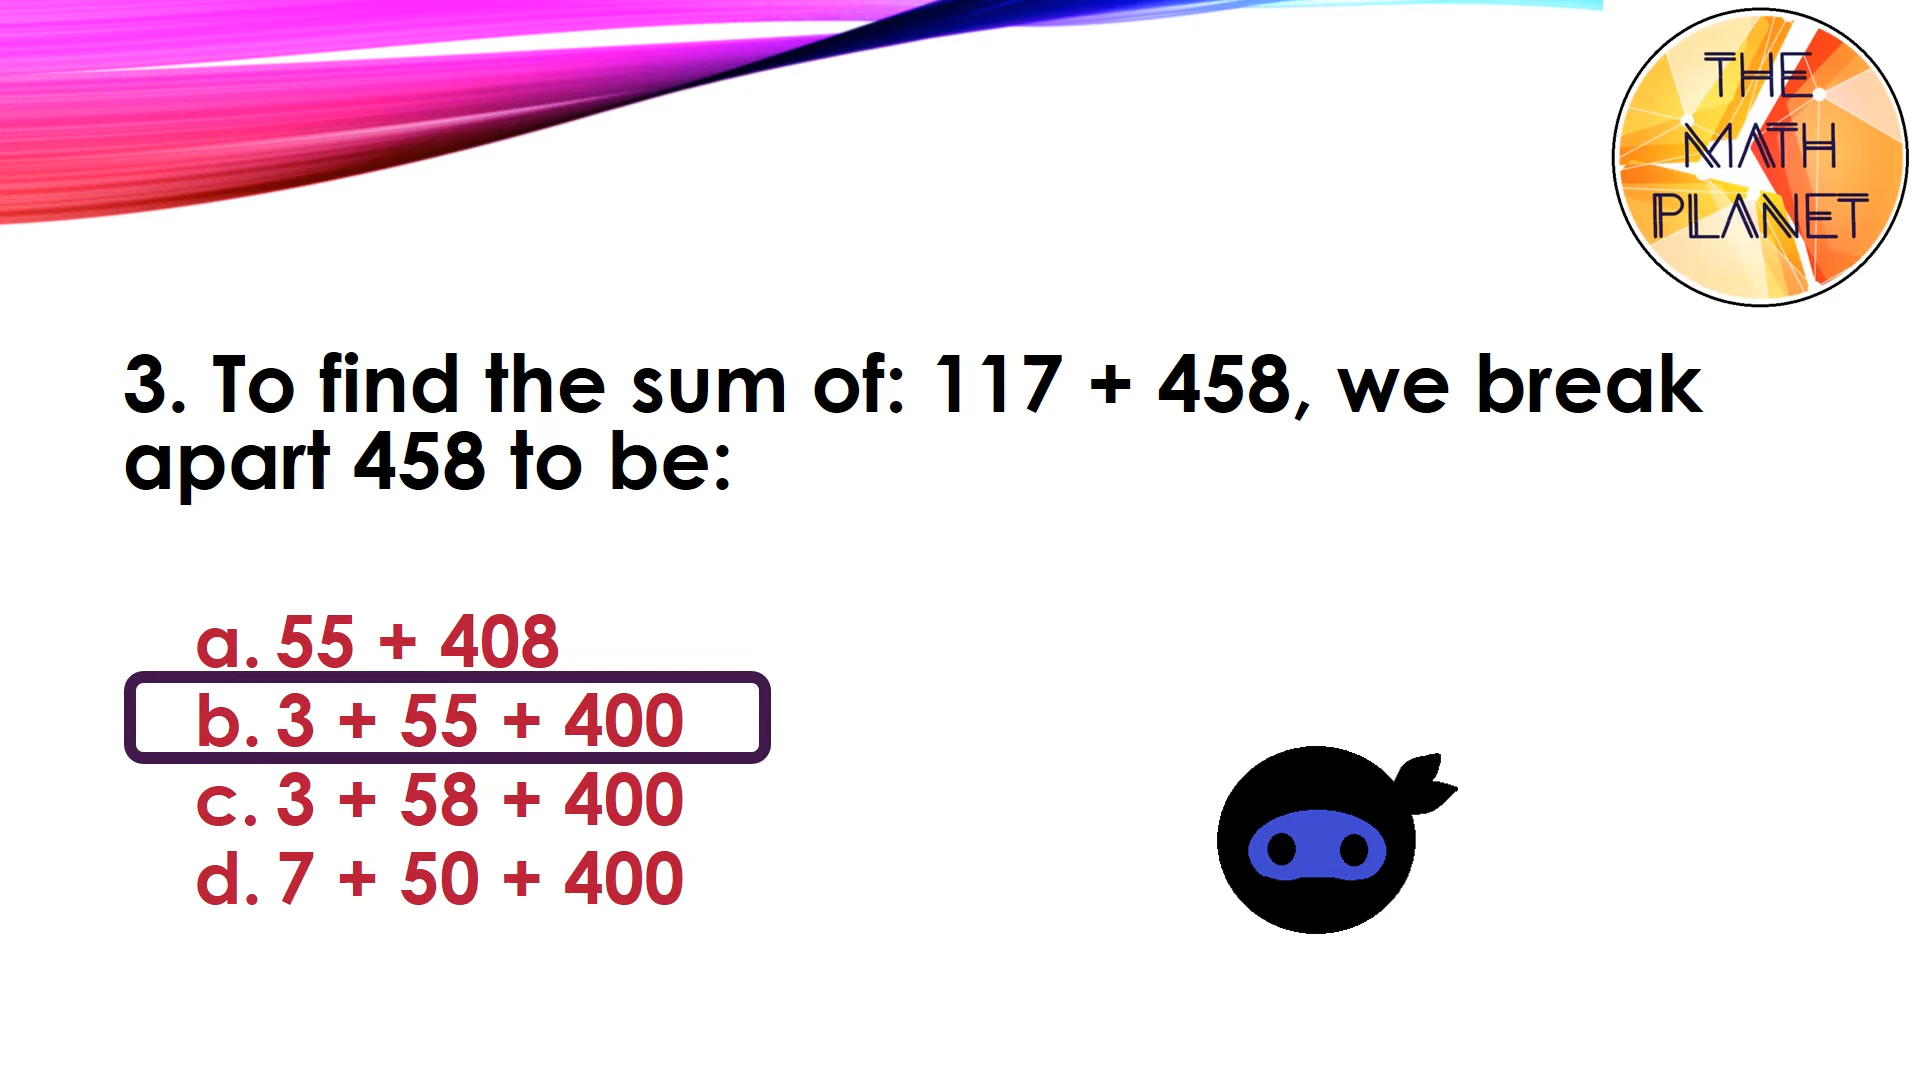 THE
MATH
PLANET
3. To find the sum of: 117 + 458, we break
apart 458 to be:
a. 55 + 408
b. 3 + 55 + 400
c. 3 + 58 + 400
d. 7 + 50 + 400